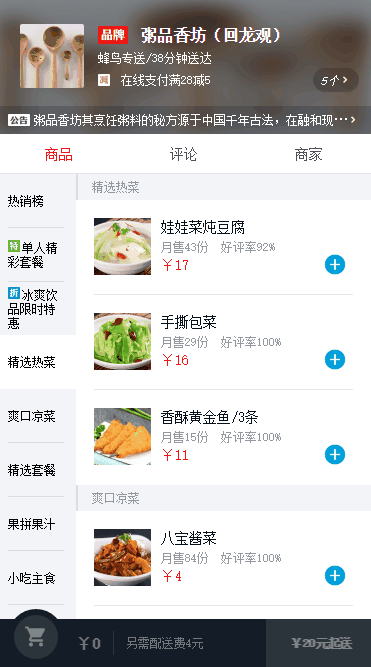 品牌 粥品香坊（回龙观）
蜂鸟专送/38分钟送达
减 在线支付满28减5
5个 >
公告 粥品香坊其烹饪粥料的秘方源于中国千年古法，在融和现··· >
商品 评论 商家
热销榜
特 单人精
彩套餐
折 冰爽饮
品限时特
惠
精选热菜
爽口凉菜
精选套餐
果拼果汁
小吃主食
精选热菜
娃娃菜炖豆腐
月售43份 好评率92%
￥17
手撕包菜
月售29份 好评率100%
￥16
香酥黄金鱼/3条
月售15份 好评率100%
￥11
爽口凉菜
八宝酱菜
月售84份 好评率100%
￥4
￥0 另需配送费4元 ￥20元起送